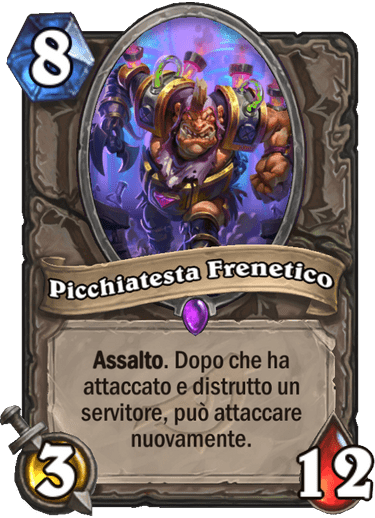 8
Picchiatesta Frenetico
Assalto. Dopo che ha
attaccato e distrutto un
servitore, può attaccare
nuovamente.
3
12